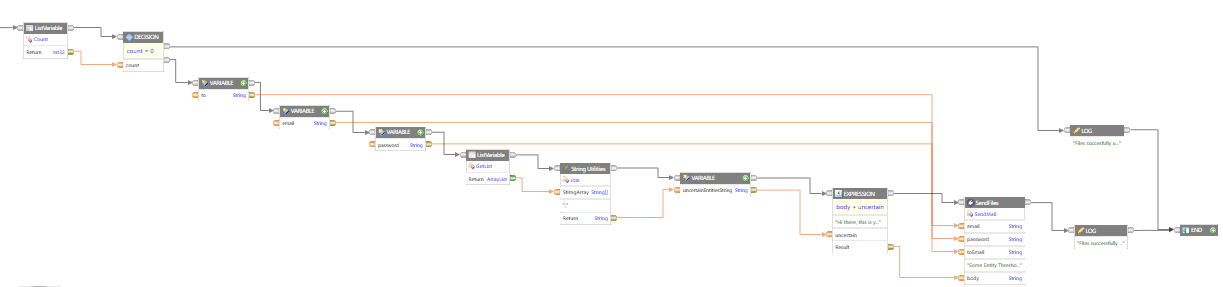 ListVariable
Count
Return Int32
DECISION
count = 0
count
VARIABLE
to String
VARIABLE
email String
VARIABLE
password String
ListVariable
GetList
Return ArrayList
String Utilities
Join
StringArray String[]
","
Return String
VARIABLE
uncertainEntitiesString String
EXPRESSION
body + uncertain
"Hi there, this is y..."
uncertain
Result
SendFiles
SendMail
email String
password String
toEmail String
"Some Entity Thresho..."
body String
LOG
"Files succesfully u..."
LOG
"Files successfully ..."
END